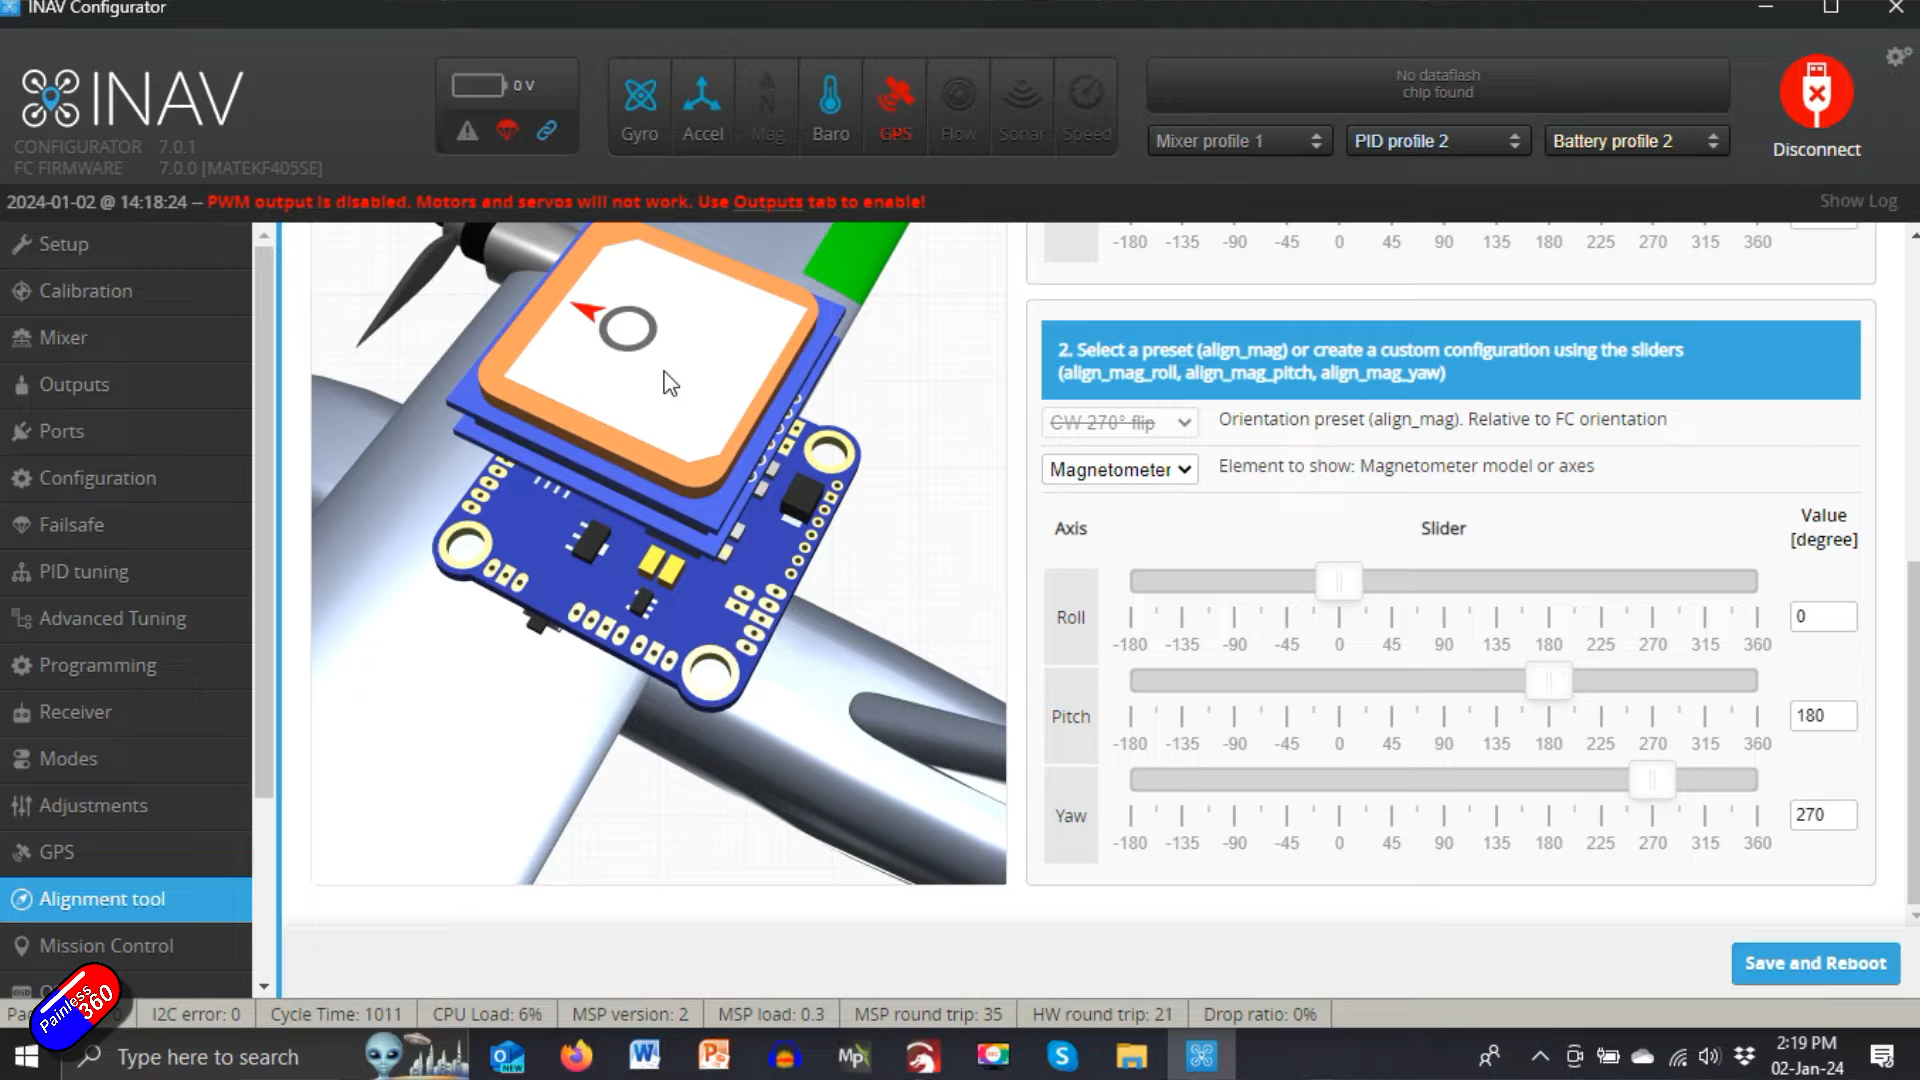 INAV Configurator
INAV
CONFIGURATOR 7.0.1
FC FIRMWARE 7.0.0 [MATEKF405SE]
0 V
Gyro
Accel
Mag
Baro
GPS
Flow
Sonar
Speed
No dataflash
chip found
Mixer profile 1
PID profile 2
Battery profile 2
Disconnect
2024-01-02 @ 14:18:24 -- PWM output is disabled. Motors and servos will not work. Use Outputs tab to enable!
Show Log
Setup
Calibration
Mixer
Outputs
Ports
Configuration
Failsafe
PID tuning
Advanced Tuning
Programming
Receiver
Modes
Adjustments
GPS
Alignment tool
Mission Control
-180 -135 -90 -45 0 45 90 135 180 225 270 315 360
2. Select a preset (align_mag) or create a custom configuration using the sliders
(align_mag_roll, align_mag_pitch, align_mag_yaw)
CW 270° flip
Orientation preset (align_mag). Relative to FC orientation
Magnetometer
Element to show: Magnetometer model or axes
Axis
Slider
Value
[degree]
Roll
-180 -135 -90 -45 0 45 90 135 180 225 270 315 360
0
Pitch
-180 -135 -90 -45 0 45 90 135 180 225 270 315 360
180
Yaw
-180 -135 -90 -45 0 45 90 135 180 225 270 315 360
270
Save and Reboot
Painless
360
I2C error: 0
Cycle Time: 1011
CPU Load: 6%
MSP version: 2
MSP load: 0.3
MSP round trip: 35
HW round trip: 21
Drop ratio: 0%
Type here to search
NEW
2:19 PM
02-Jan-24